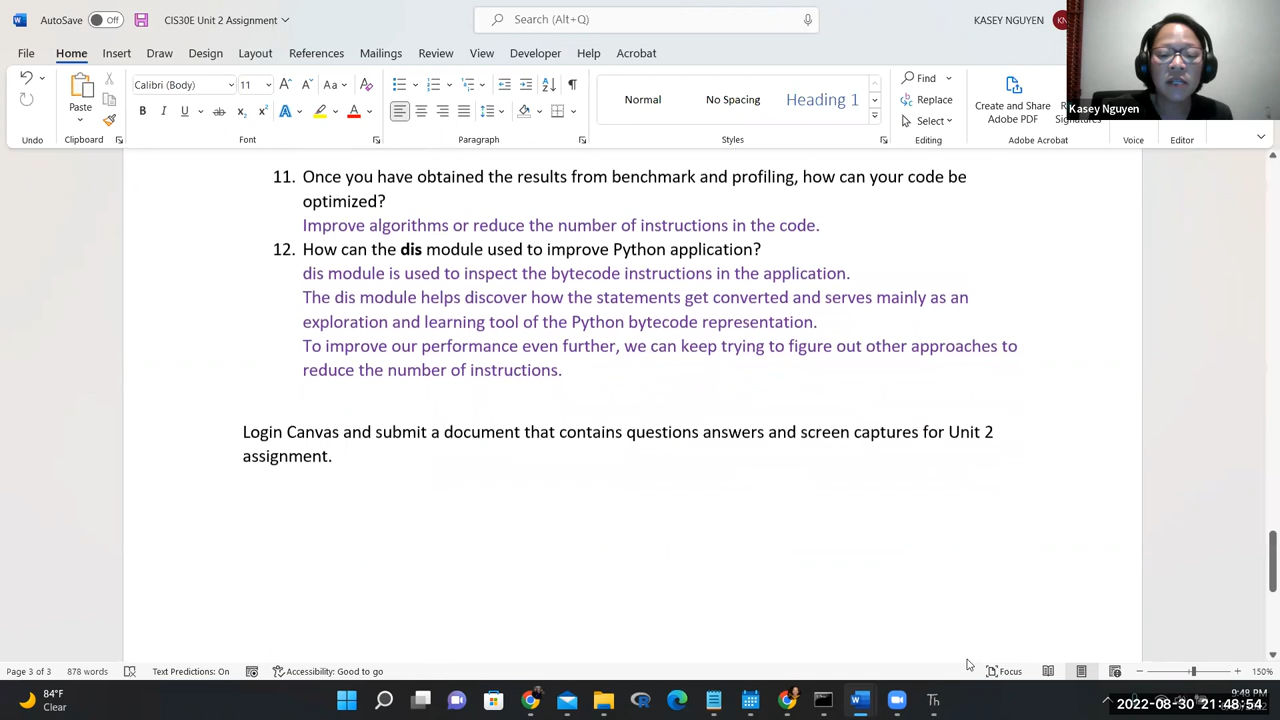 AutoSave Off CIS30E Unit 2 Assignment Search (Alt+Q) KASEY NGUYEN KN
File Home Insert Draw Design Layout References Mailings Review View Developer Help Acrobat
Paste
Calibri (Body) 11 Aa
Normal No Spacing Heading 1
Find
Replace
Select
Create and Share
Adobe PDF
Signatures
Kasey Nguyen
Undo Clipboard Font Paragraph Styles Editing Adobe Acrobat Voice Editor
11. Once you have obtained the results from benchmark and profiling, how can your code be
optimized?
Improve algorithms or reduce the number of instructions in the code.
12. How can the dis module used to improve Python application?
dis module is used to inspect the bytecode instructions in the application.
The dis module helps discover how the statements get converted and serves mainly as an
exploration and learning tool of the Python bytecode representation.
To improve our performance even further, we can keep trying to figure out other approaches to
reduce the number of instructions.
Login Canvas and submit a document that contains questions answers and screen captures for Unit 2
assignment.
Page 3 of 3 878 words Text Predictions: On Accessibility: Good to go Focus 150%
84°F
Clear
9:48 PM
2022-08-30 21:48:54